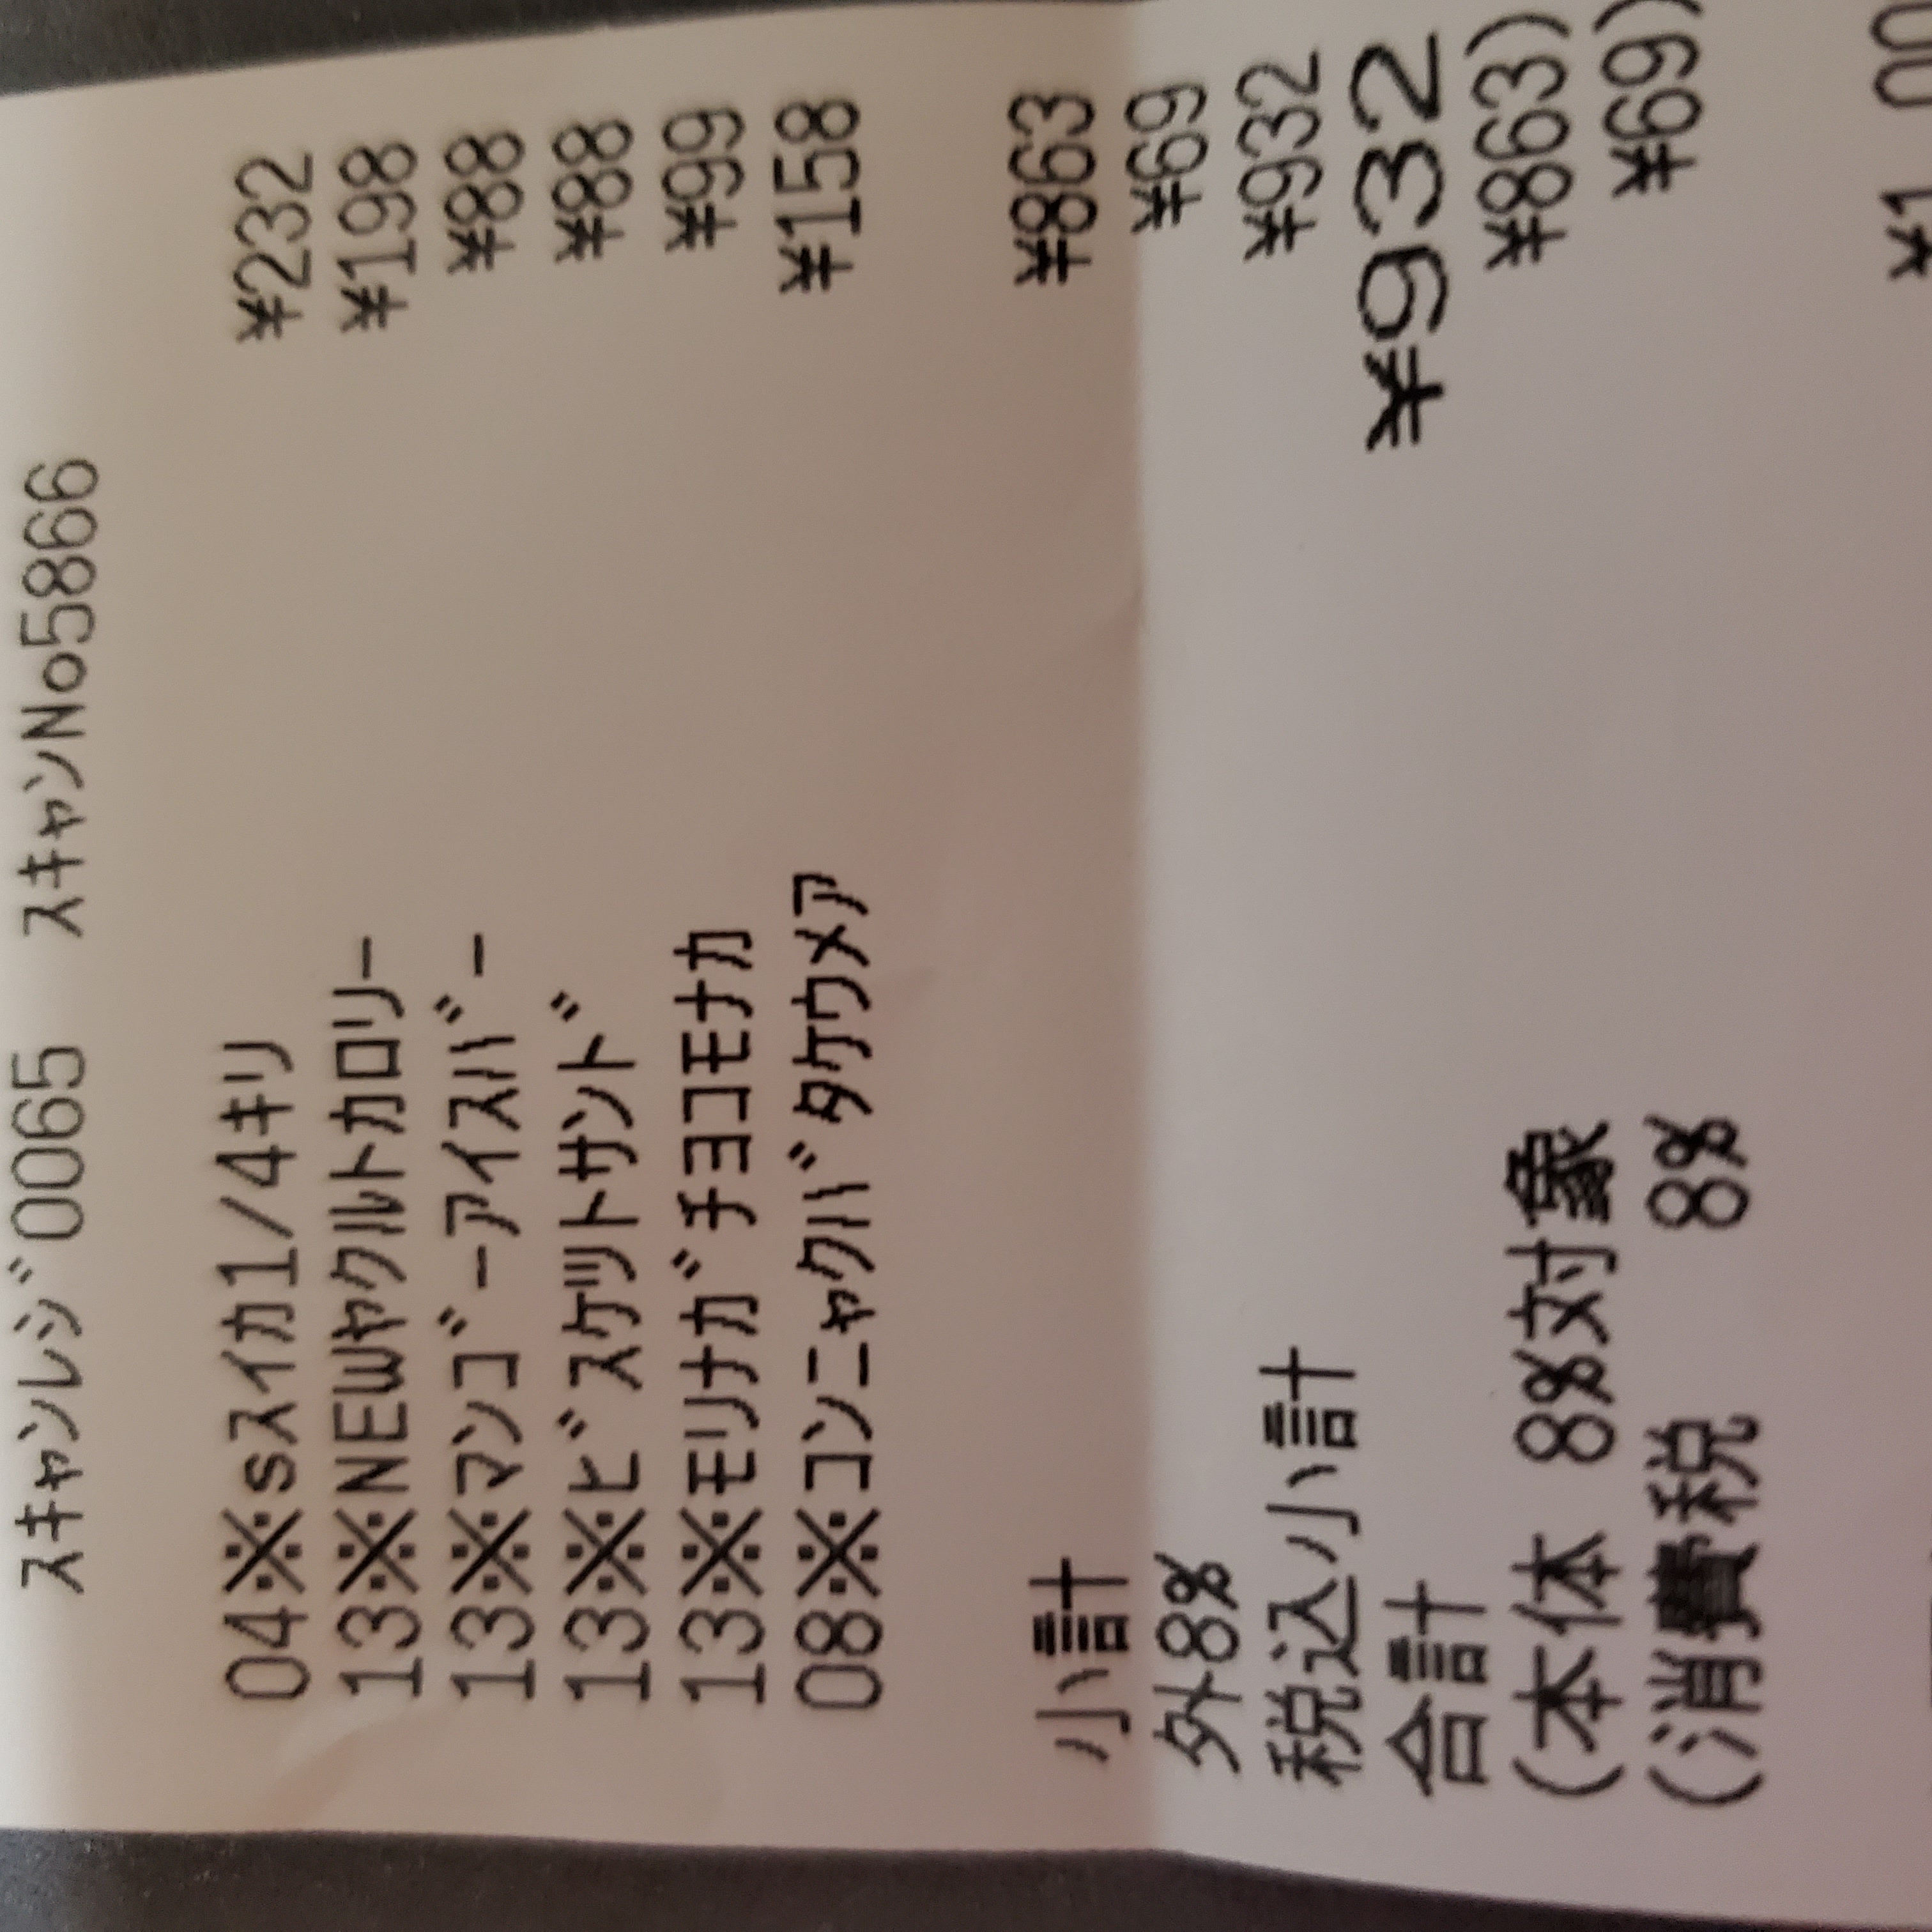 スキャンレジ0065 スキャンNo5866
04※sスイカ1/4キリ ¥232
13※NEWヤクルトカロリー ¥198
13※マンゴーアイスバー ¥88
13※ビスケットサンド ¥88
13※モリナガチヨコモナカ ¥99
08※コンニャクバタケウメア ¥158
小計 ¥863
外8% ¥69
税込小計 ¥932
合計 ¥932
(本体 8%対象 ¥863)
(消費税 8% ¥69)